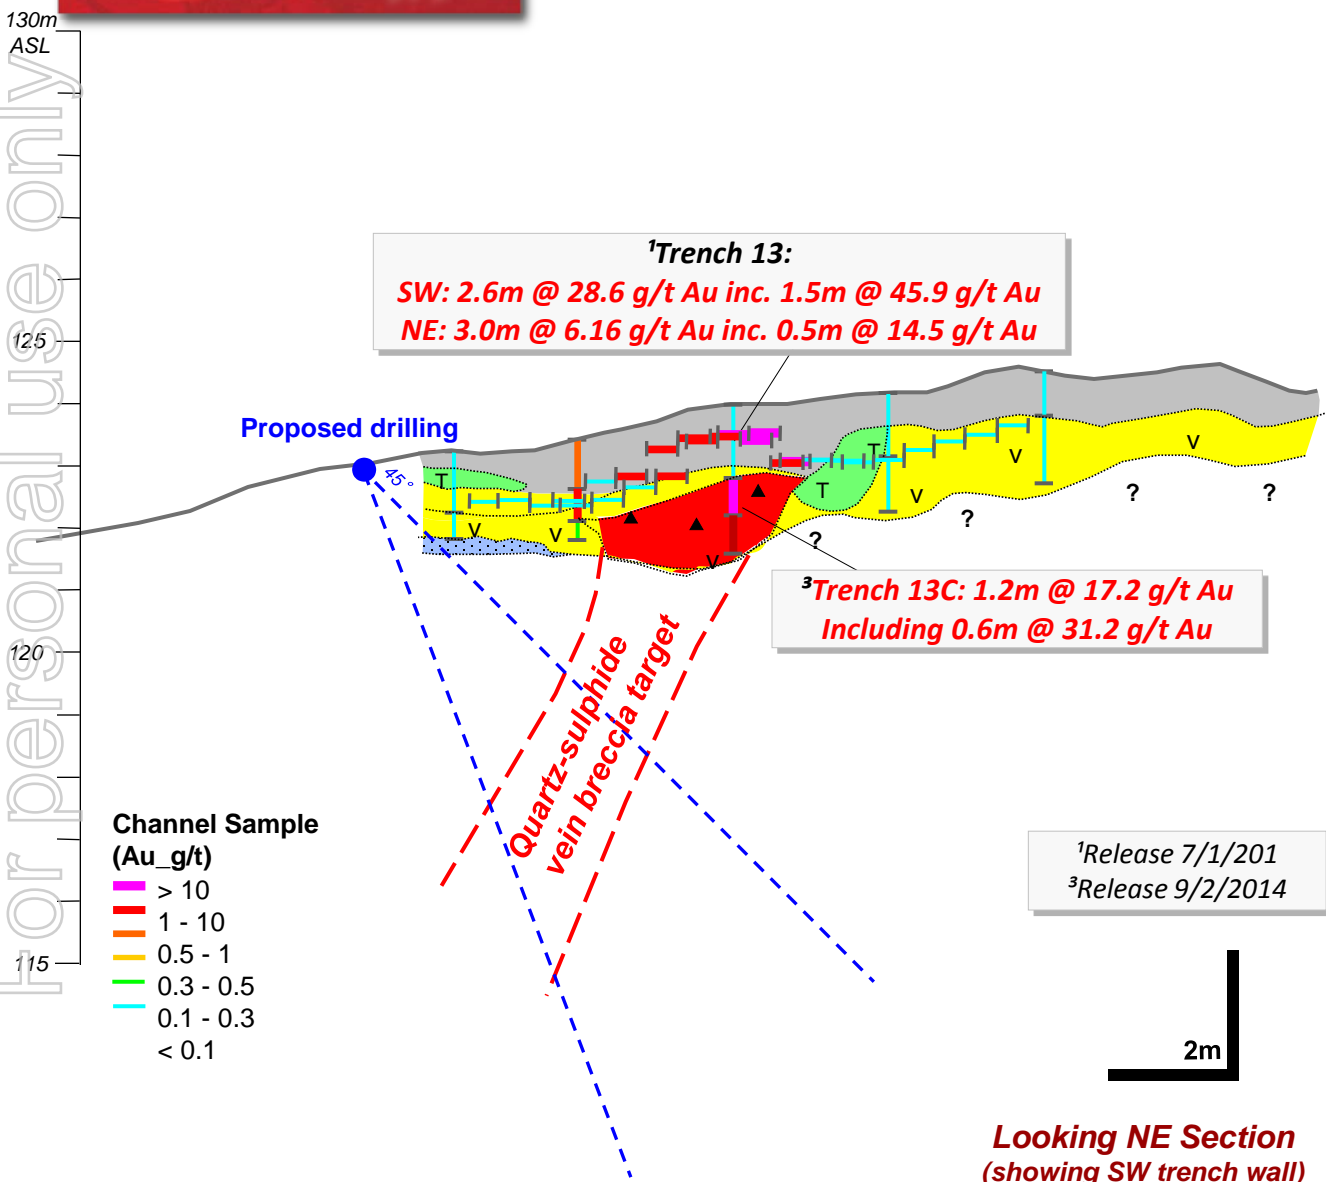 130m
ASL
For personal use only
¹Trench 13:
SW: 2.6m @ 28.6 g/t Au inc. 1.5m @ 45.9 g/t Au
NE: 3.0m @ 6.16 g/t Au inc. 0.5m @ 14.5 g/t Au
125
Proposed drilling
45°
T
T
T
V
V
V
V
V
V
?
?
?
?
³Trench 13C: 1.2m @ 17.2 g/t Au
Including 0.6m @ 31.2 g/t Au
120
Quartz-sulphide
vein breccia target
Channel Sample
(Au_g/t)
> 10
1 - 10
0.5 - 1
0.3 - 0.5
0.1 - 0.3
< 0.1
115
¹Release 7/1/201
³Release 9/2/2014
2m
Looking NE Section
(showing SW trench wall)